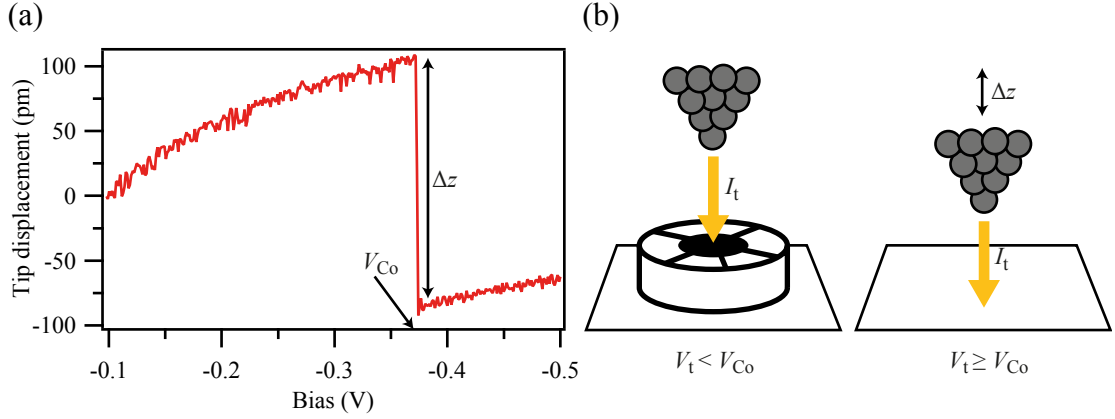 (a)
Tip displacement (pm)
100
50
0
-50
-100
Δz
V_Co
-0.1 -0.2 -0.3 -0.4 -0.5
Bias (V)
(b)
Δz
I_t
I_t
V_t < V_Co
V_t ≥ V_Co